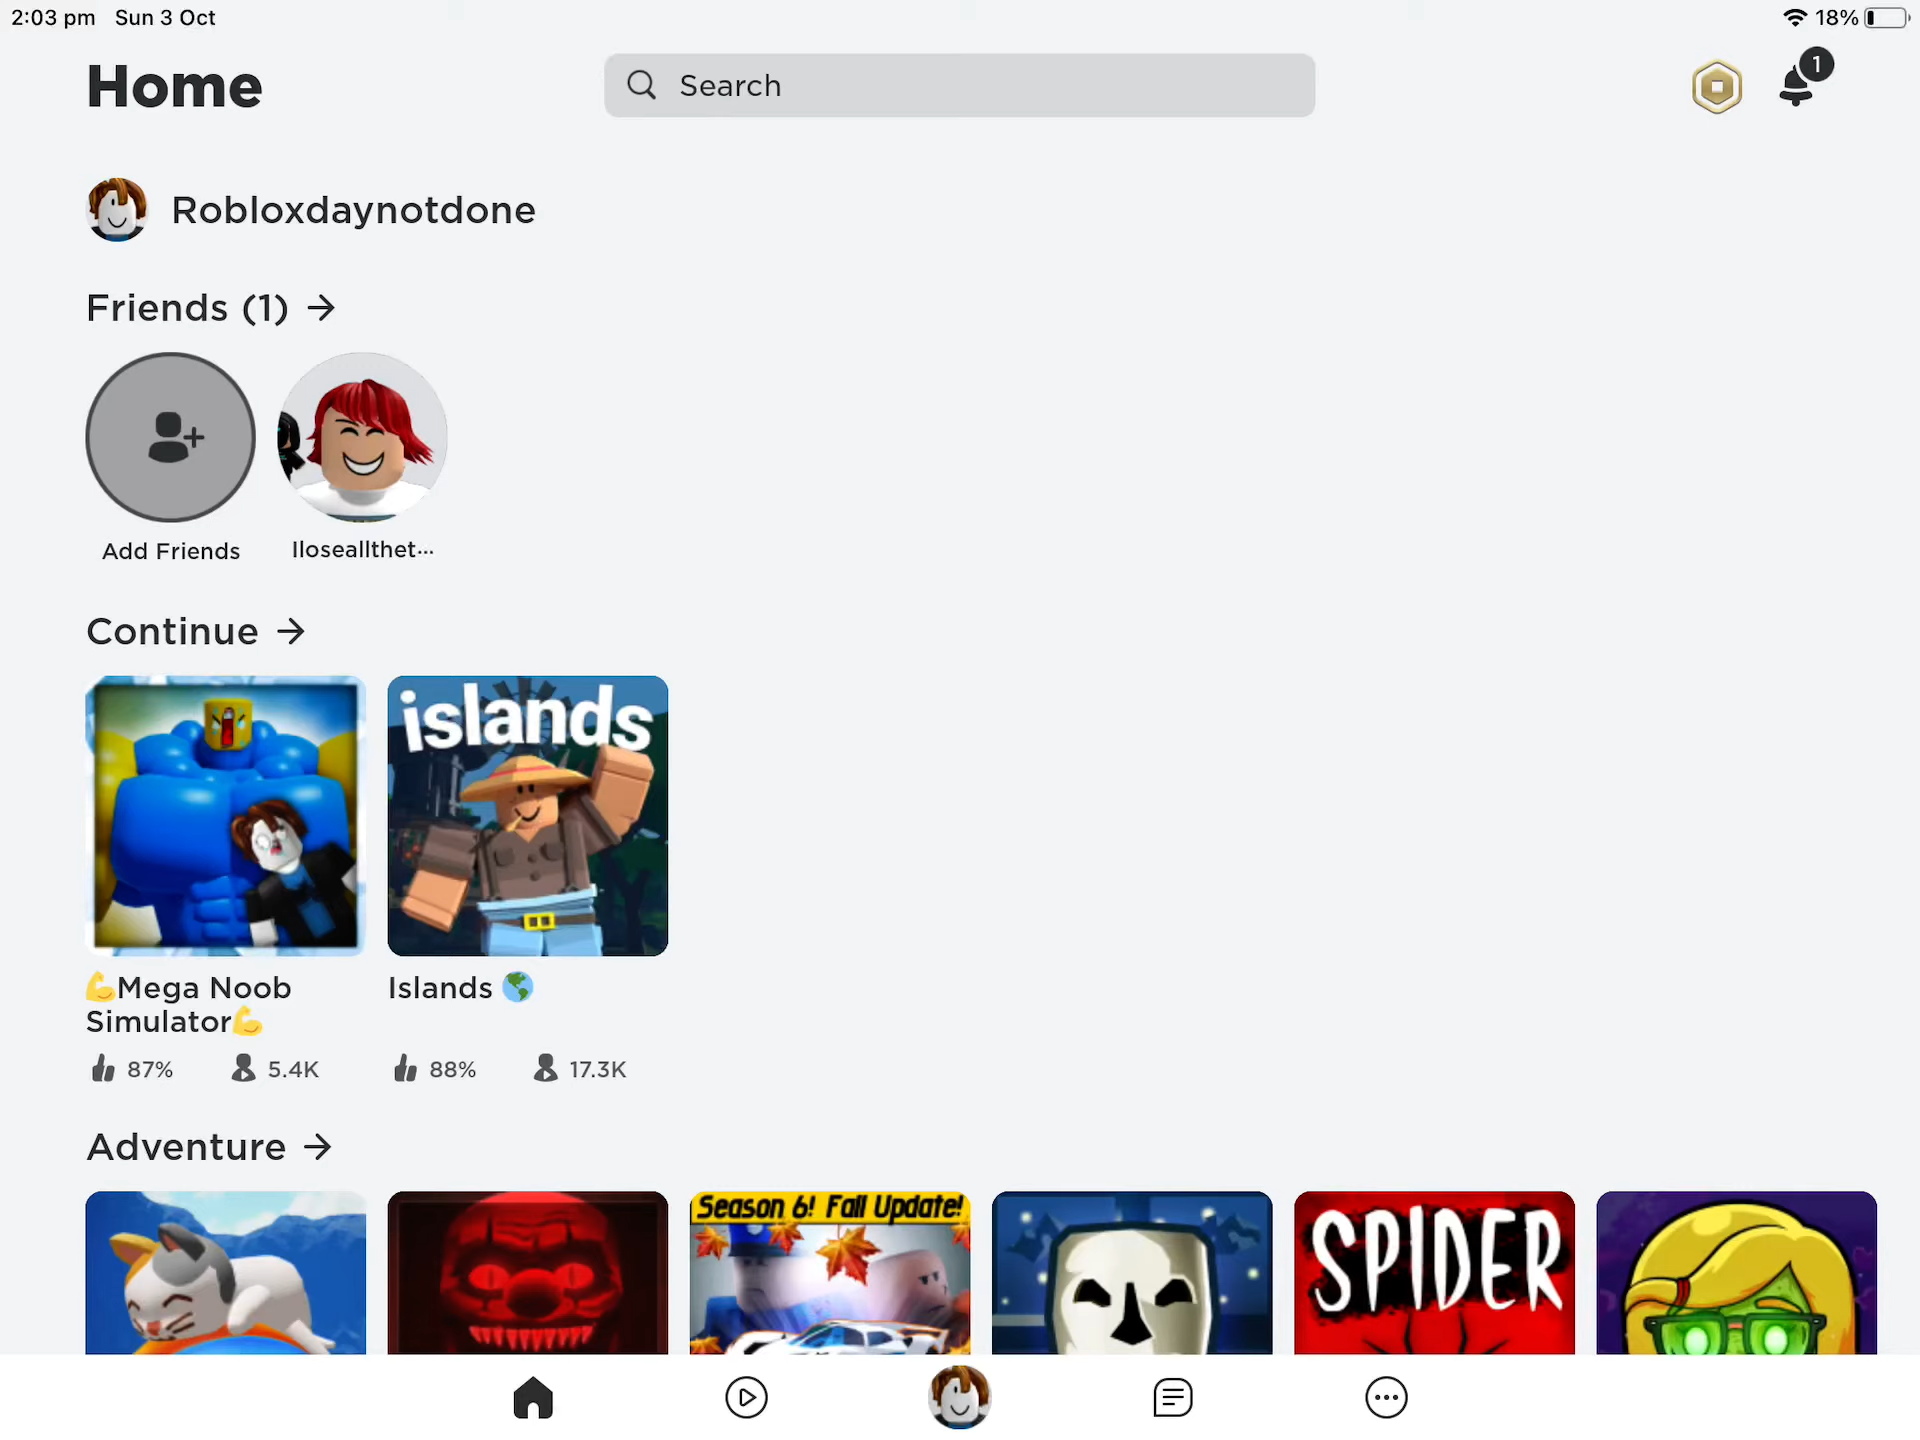 2:03 pm Sun 3 Oct
18%
Home
Search
1
Robloxdaynotdone
Friends (1) →
Add Friends
Iloseallthet...
Continue →
islands
💪Mega Noob
Simulator💪
Islands 🌎
87%
5.4K
88%
17.3K
Adventure →
Season 6! Fall Update!
SPIDER